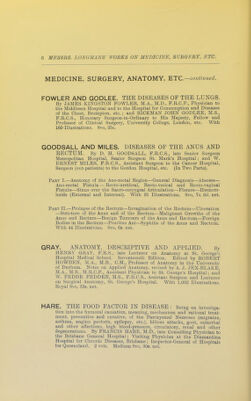 6 MESSRS. LONGMANS' WORKS ON MEDICINE, SURGERY, ETC.
MEDICINE, SURGERY, ANATOMY, ETC.—continued.
FOWLER AND GODLEE. THE DISEASES OF THE LUNGS.
By JAMES KINGSTON FOWLER, M.A., M.D., F.R.C.P., Physician to
the Middlesex Hospital and to the Hospital for Consumption and Diseases
of the Chest, Brompton, etc.; and RICKMAN JOHN GODLEE, M.S.,
F.R.C.S., Honorary Surgeon-in-Ordinary to His Majesty, Fellow and
Professor of Clinical Surgery, University College, London, etc. With
160 Illustrations. 8vo, 25s.
GOODSALL AND MILES. DISEASES OF THE ANUS AND
RECTUM. By D. H. GOODSALL, F.R.C.S., late Senior Surgeon
Metropolitan Hospital, Senior Surgeon St. Mark's Hospital; and W.
ERNEST MILES, F.R.C.S., Assistant Surgeon to the Cancer Hospital,
Surgeon (out-patients) to the Gordon Hospital, etc. (In Two Parts).
PART I.—Anatomy of the Ano-rectal Region—General Diagnosis—Abscess—
Ano-rectal Fistula—Recto-urethral, Recto-vesical and Recto-vaginal
Fistulæ—Sinus over the Sacro-coccygeal Articulation—Fissure—Hæmorr-
hoids (External and Internal). With 91 Illustrations. 8vo, 7s. 6d. net.
PART II.—Prolapse of the Rectum—Invagination of the Rectum—Ulceration
—Stricture of the Anus and of the Rectum—Malignant Growths of the
Anus and Rectum—Benign Tumours of the Anus and Rectum—Foreign
Bodies in the Rectum—Pruritus Ani—Syphilis of the Anus and Rectum.
With 44 Illustrations. 8vo, 6s. net.
GRAY. ANATOMY, DESCRIPTIVE AND APPLIED. By
HENRY GRAY, F.R.S., late Lecturer on Anatomy at St. George's
Hospital Medical School. Seventeenth Edition. Edited by ROBERT
HOWDEN, M.A., M.B., C.M., Professor of Anatomy in the University
of Durham. Notes on Applied Anatomy, revised by A. J. JEX-BLAKE,
M.A., M.B., M.R.C.P., Assistant Physician to St. George's Hospital; and
W. FEDDE FEDDEN, M.S., F.R.C.S., Assistant Surgeon and Lecturer
on Surgical Anatomy, St. George's Hospital. With 1,032 Illustrations.
Royal 8vo, 32s. net.
HARE. THE FOOD FACTOR IN DISEASE: Being an investiga-
tion into the humoral causation, meaning, mechanism and rational treat-
ment, preventive and curative, of the Paroxysmal Neuroses (migraine,
asthma, angina pectoris, epilepsy, etc.), bilious attacks, gout, catarrhal
and other affections, high blood-pressure, circulatory, renal and other
degenerations. By FRANCIS HARE, M.D., late Consulting Physician to
the Brisbane General Hospital; Visiting Physician at the Diamantina
Hospital for Chronic Diseases, Brisbane; Inspector-General of Hospitals
for Queensland. 2 vols. Medium 8vo, 30s. net.